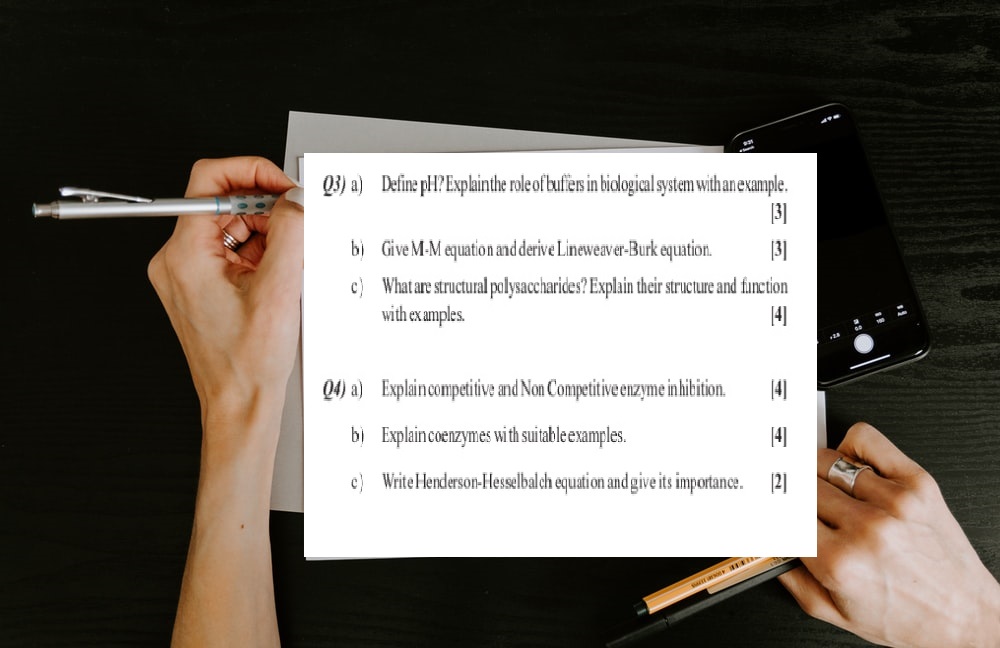 Q3) a) Define pH? Explain the role of buffers in biological system with an example.
[3]
b) Give M-M equation and derive Lineweaver-Burk equation. [3]
c) What are structural polysaccharides? Explain their structure and function
with examples. [4]
Q4) a) Explain competitive and Non Competitive enzyme inhibition. [4]
b) Explain coenzymes with suitable examples. [4]
c) Write Henderson-Hesselbalch equation and give its importance. [2]